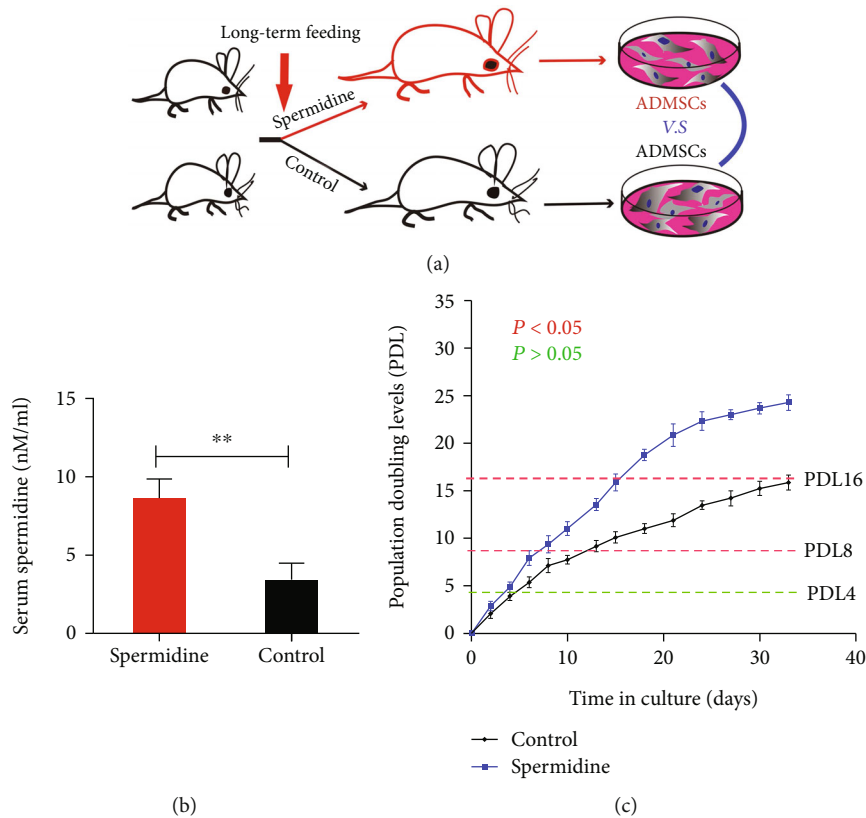 Long-term feeding
Spermidine
Control
ADMSCs
V.S
ADMSCs
(a)
Serum spermidine (nM/ml)
15
10
5
0
**
Spermidine
Control
(b)
Population doubling levels (PDL)
35
30
25
20
15
10
5
0
P < 0.05
P > 0.05
PDL16
PDL8
PDL4
0
10
20
30
40
Time in culture (days)
Control
Spermidine
(c)